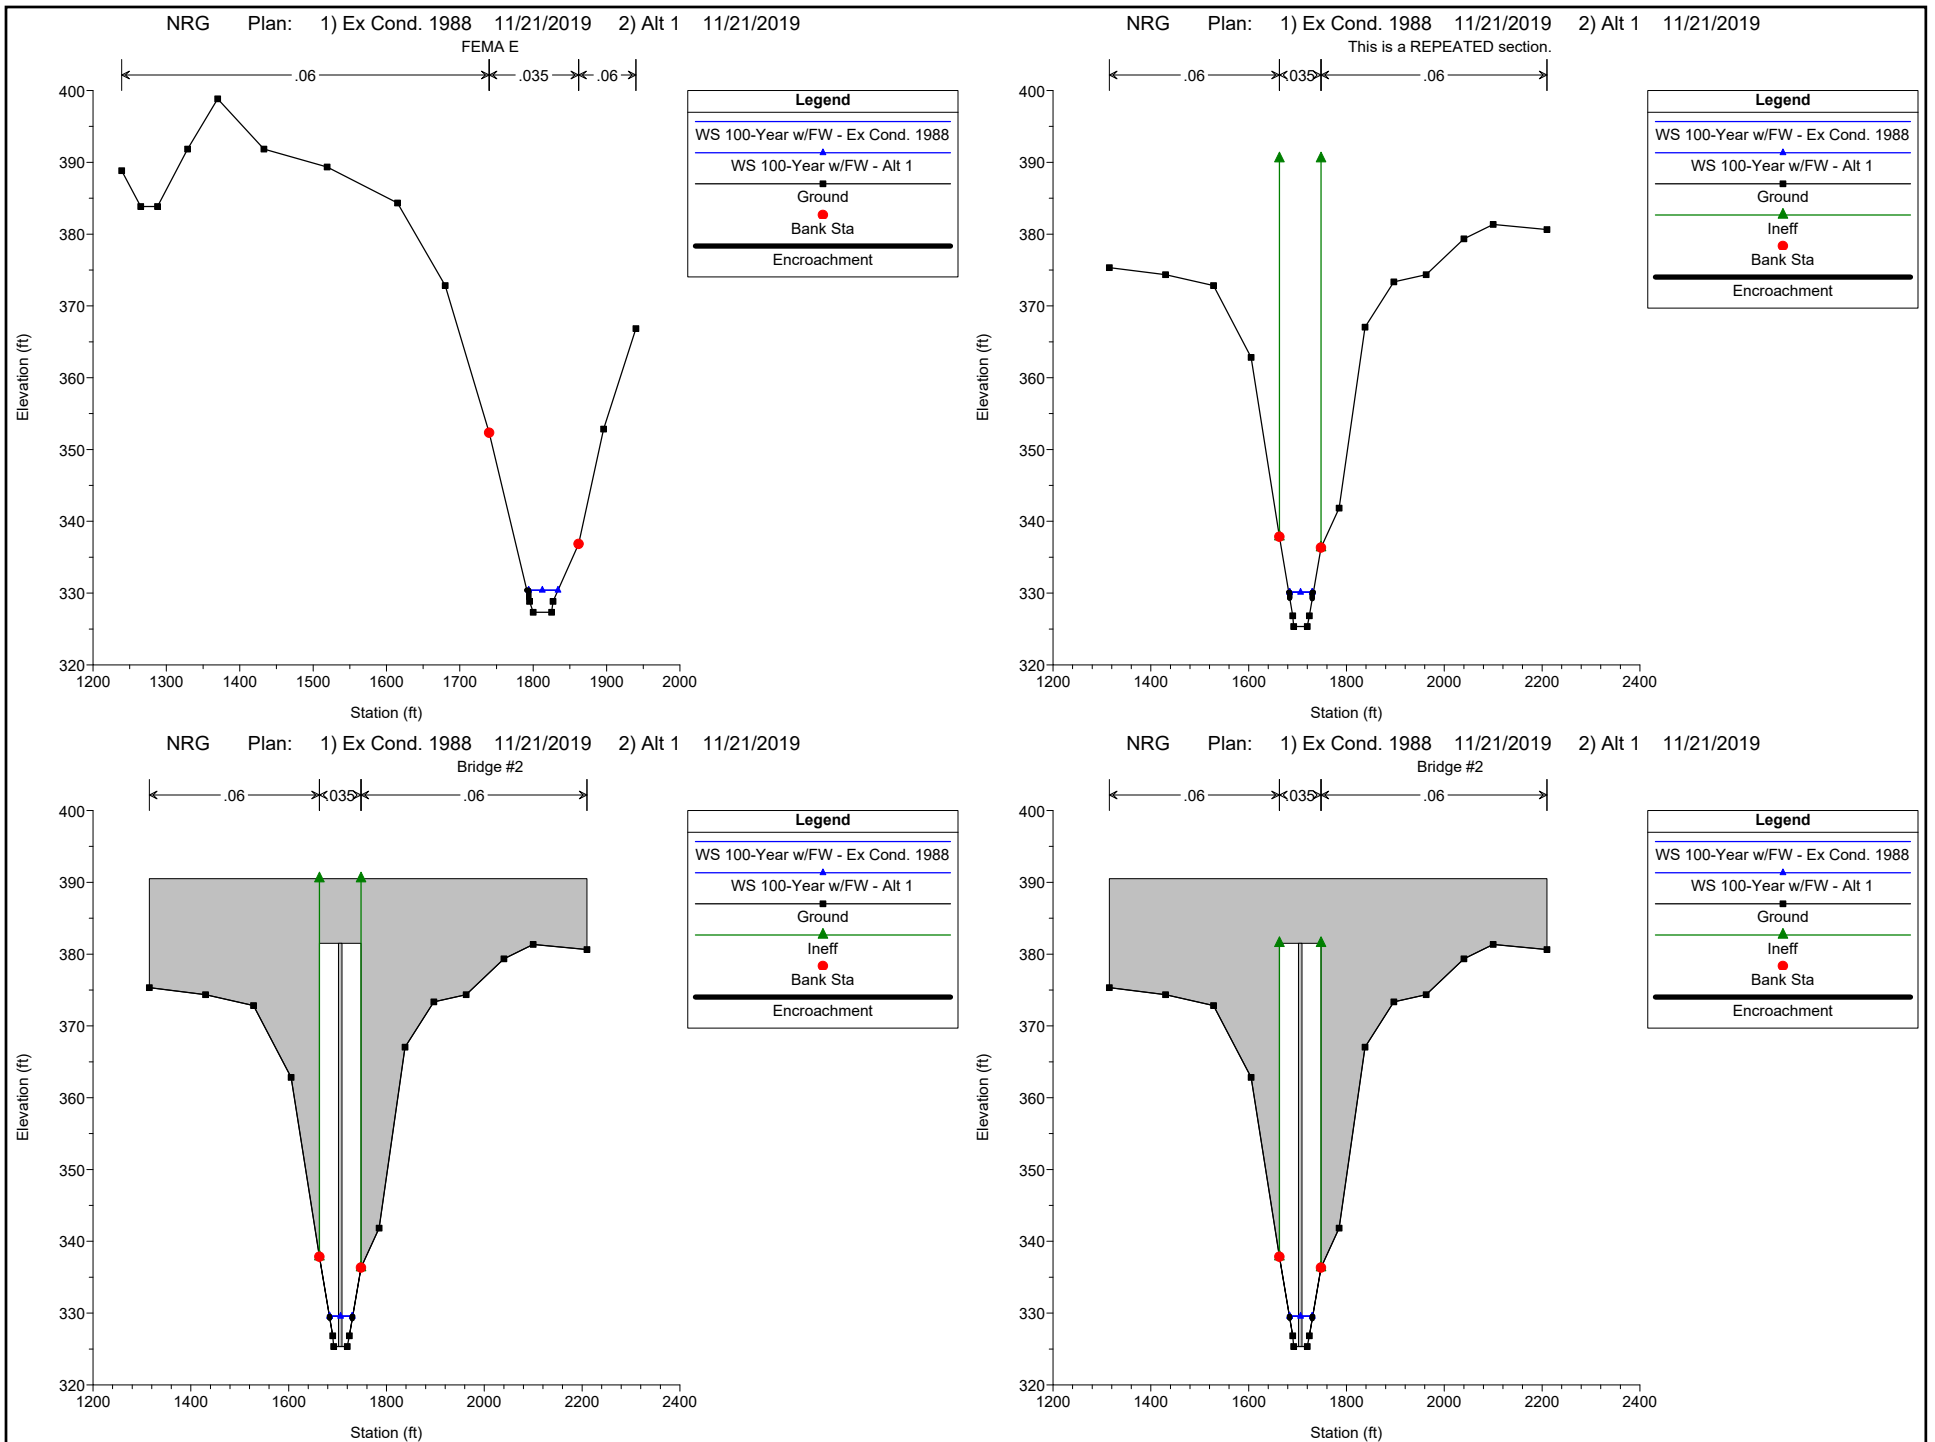 NRG Plan: 1) Ex Cond. 1988 11/21/2019 2) Alt 1 11/21/2019
FEMA E
.06 .035 .06
400
390
380
370
360
350
340
330
320
Elevation (ft)
1200 1300 1400 1500 1600 1700 1800 1900 2000
Station (ft)
Legend
WS 100-Year w/FW - Ex Cond. 1988
WS 100-Year w/FW - Alt 1
Ground
Bank Sta
Encroachment
NRG Plan: 1) Ex Cond. 1988 11/21/2019 2) Alt 1 11/21/2019
This is a REPEATED section.
.06 .035 .06
400
390
380
370
360
350
340
330
320
Elevation (ft)
1200 1400 1600 1800 2000 2200 2400
Station (ft)
Legend
WS 100-Year w/FW - Ex Cond. 1988
WS 100-Year w/FW - Alt 1
Ground
Ineff
Bank Sta
Encroachment
NRG Plan: 1) Ex Cond. 1988 11/21/2019 2) Alt 1 11/21/2019
Bridge #2
.06 .035 .06
400
390
380
370
360
350
340
330
320
Elevation (ft)
1200 1400 1600 1800 2000 2200 2400
Station (ft)
Legend
WS 100-Year w/FW - Ex Cond. 1988
WS 100-Year w/FW - Alt 1
Ground
Ineff
Bank Sta
Encroachment
NRG Plan: 1) Ex Cond. 1988 11/21/2019 2) Alt 1 11/21/2019
Bridge #2
.06 .035 .06
400
390
380
370
360
350
340
330
320
Elevation (ft)
1200 1400 1600 1800 2000 2200 2400
Station (ft)
Legend
WS 100-Year w/FW - Ex Cond. 1988
WS 100-Year w/FW - Alt 1
Ground
Ineff
Bank Sta
Encroachment